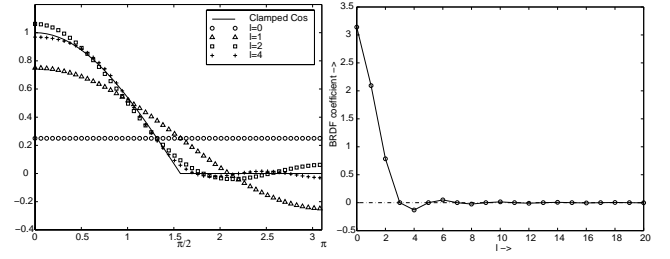 Clamped Cos
l=0
l=1
l=2
l=4
1
0.8
0.6
0.4
0.2
0
−0.2
−0.4
0 0.5 1 1.5 π/2 2 2.5 π
3.5
3
2.5
2
1.5
1
0.5
0
−0.5
BRDF coefficient −>
0 2 4 6 8 10 12 14 16 18 20
l −>